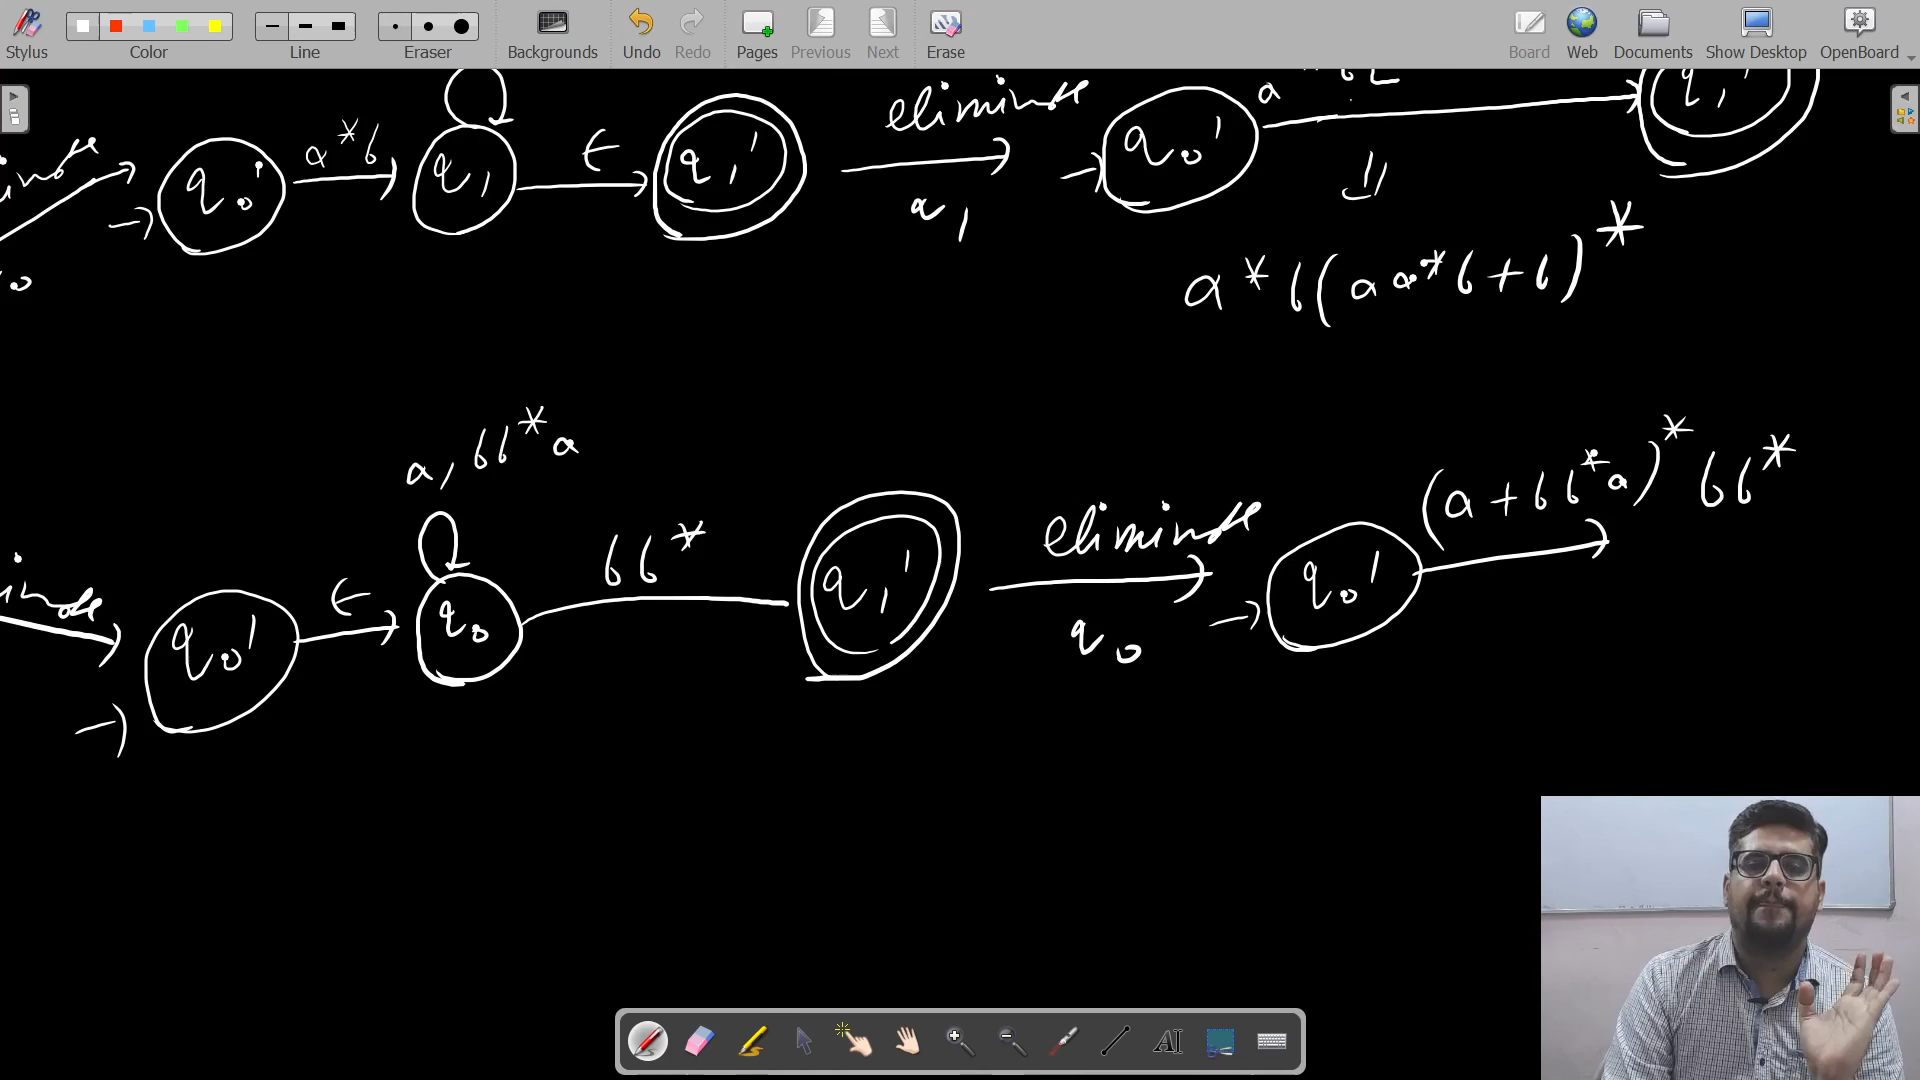 Stylus Color Line Eraser Backgrounds Undo Redo Pages Previous Next Erase Board Web Documents Show Desktop OpenBoard
q₀' a*b q₁ ϵ q₁' eliminate q₁ q₀' a q₁'
⇓
a*b(aa*b+b)*
a, bb*a
q₀' ϵ q₀ bb* q₁' eliminate q₀ q₀' (a+bb*a)*bb*